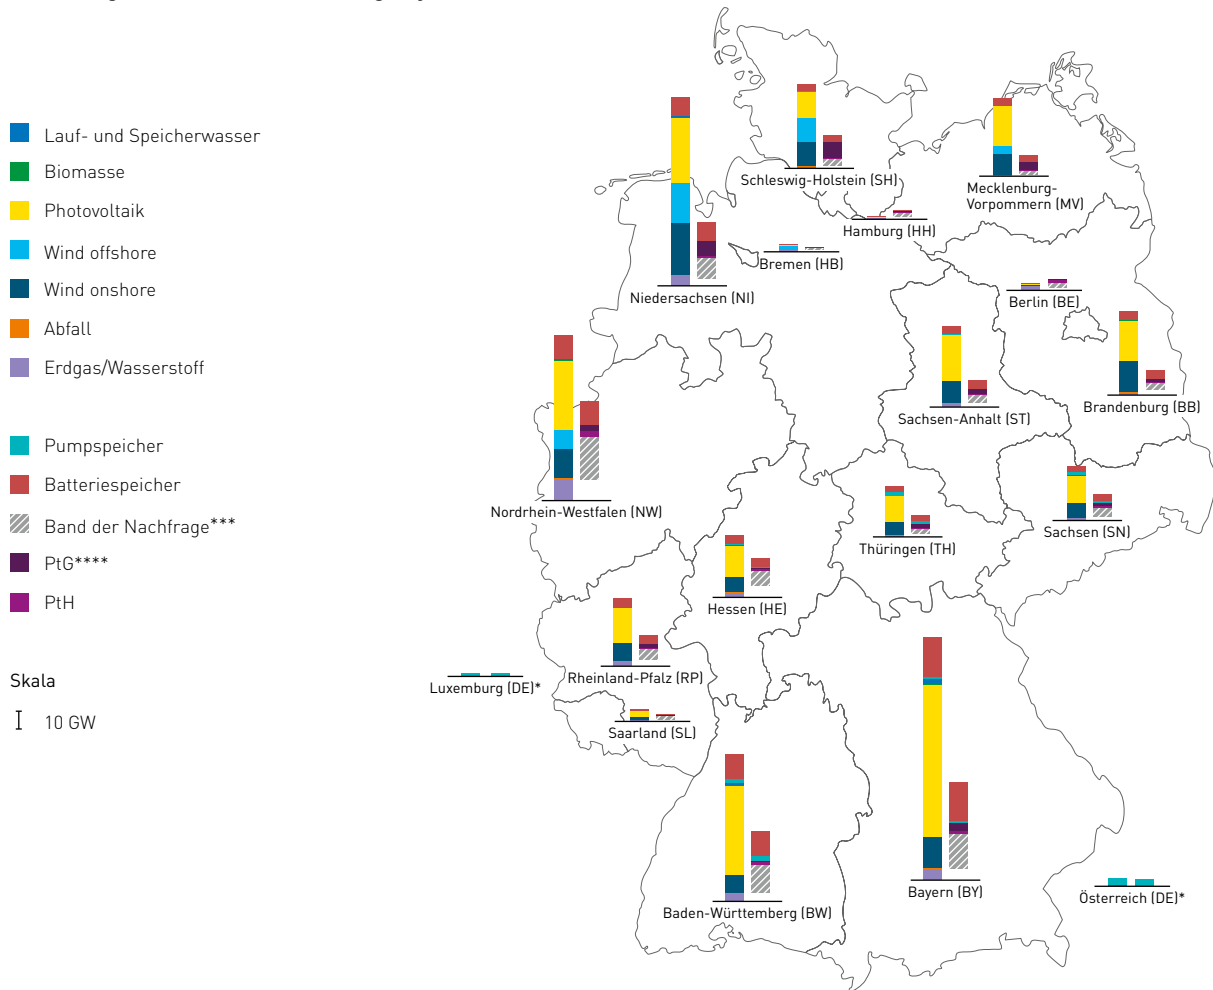 Lauf- und Speicherwasser
Biomasse
Photovoltaik
Wind offshore
Wind onshore
Abfall
Erdgas/Wasserstoff
Pumpspeicher
Batteriespeicher
Band der Nachfrage***
PtG****
PtH
Skala
10 GW
Schleswig-Holstein (SH)
Mecklenburg-
Vorpommern (MV)
Hamburg (HH)
Bremen (HB)
Niedersachsen (NI)
Berlin (BE)
Brandenburg (BB)
Sachsen-Anhalt (ST)
Nordrhein-Westfalen (NW)
Sachsen (SN)
Thüringen (TH)
Hessen (HE)
Rheinland-Pfalz (RP)
Luxemburg (DE)*
Saarland (SL)
Bayern (BY)
Österreich (DE)*
Baden-Württemberg (BW)